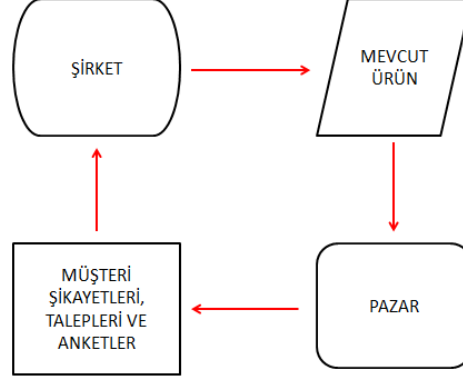 ŞİRKET
MEVCUT
ÜRÜN
MÜŞTERİ
ŞİKAYETLERİ,
TALEPLERİ VE
ANKETLER
PAZAR